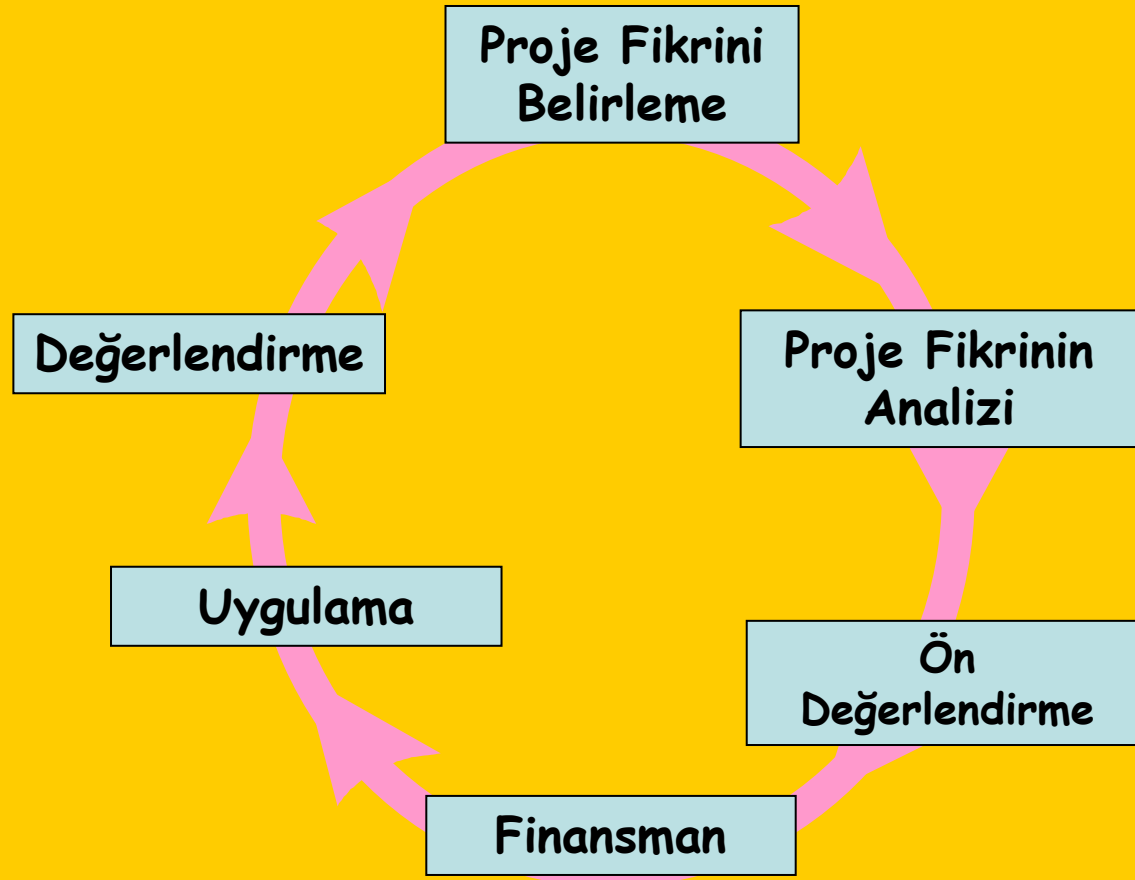 Proje Fikrini
Belirleme
Proje Fikrinin
Analizi
Ön
Değerlendirme
Finansman
Uygulama
Değerlendirme